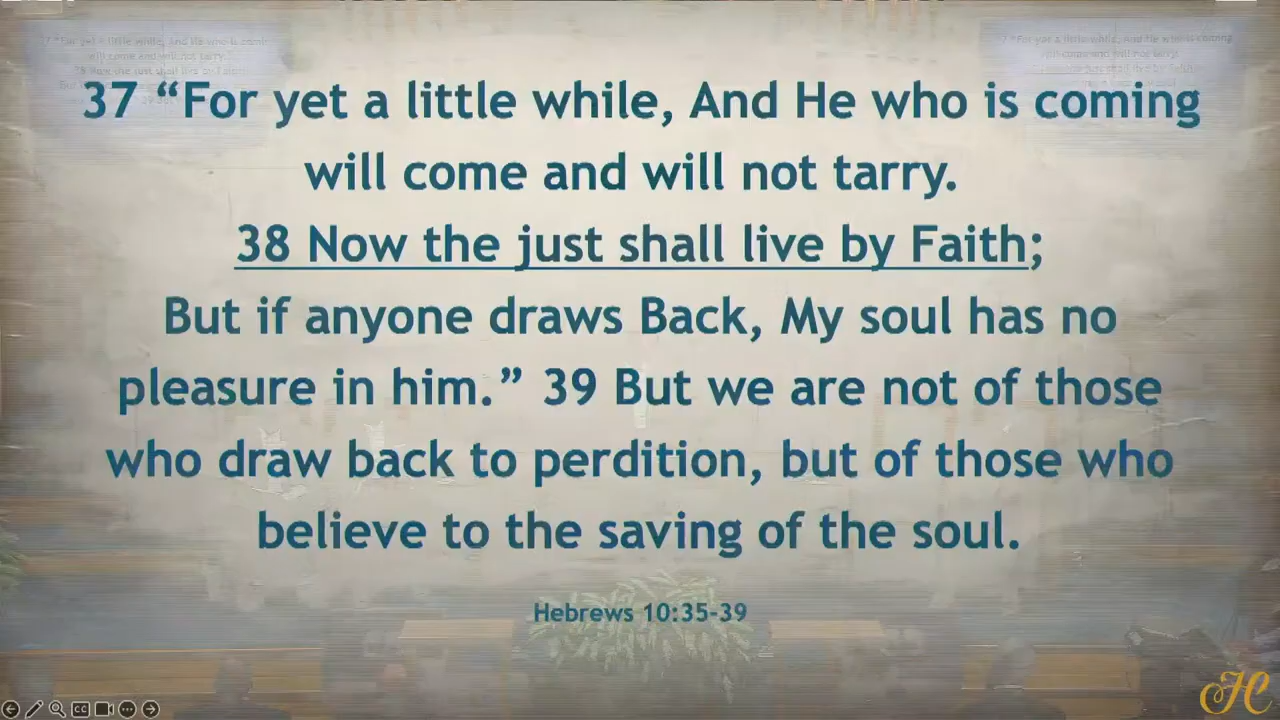 37 “For yet a little while, And He who is coming
will come and will not tarry.
38 Now the just shall live by Faith;
But if anyone draws Back, My soul has no
pleasure in him.” 39 But we are not of those
who draw back to perdition, but of those who
believe to the saving of the soul.
Hebrews 10:35-39
CC
H